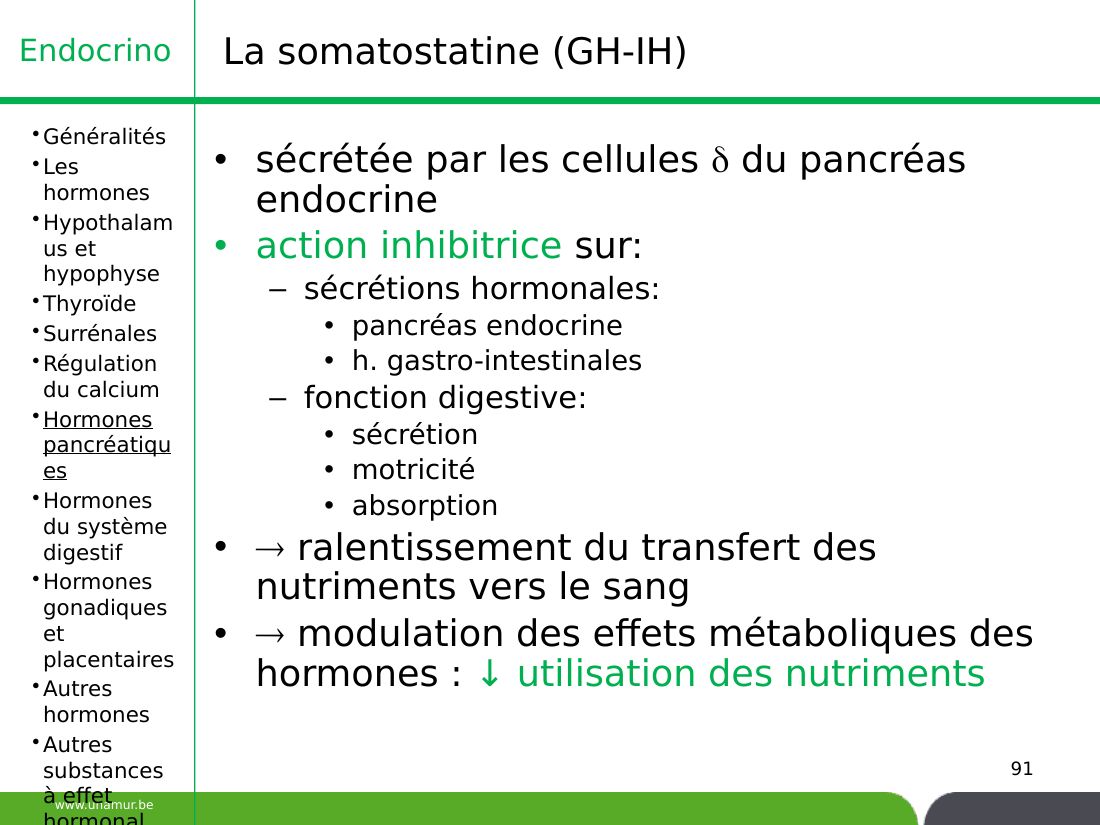 Endocrino
La somatostatine (GH-IH)
•Généralités
•Les
hormones
•Hypothalam
us et
hypophyse
•Thyroïde
•Surrénales
•Régulation
du calcium
•Hormones
pancréatiqu
es
•Hormones
du système
digestif
•Hormones
gonadiques
et
placentaires
•Autres
hormones
•Autres
substances
à effet
hormonal
• sécrétée par les cellules δ du pancréas
endocrine
• action inhibitrice sur:
– sécrétions hormonales:
• pancréas endocrine
• h. gastro-intestinales
– fonction digestive:
• sécrétion
• motricité
• absorption
• → ralentissement du transfert des
nutriments vers le sang
• → modulation des effets métaboliques des
hormones : ↓ utilisation des nutriments
91
www.unamur.be